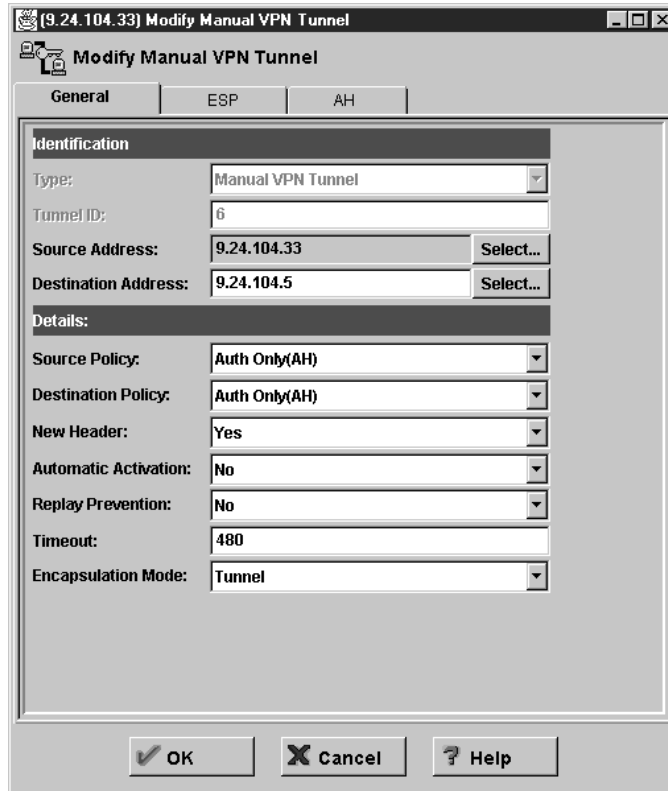 (9.24.104.33) Modify Manual VPN Tunnel
Modify Manual VPN Tunnel
General ESP AH
Identification
Type: Manual VPN Tunnel
Tunnel ID: 6
Source Address: 9.24.104.33 Select...
Destination Address: 9.24.104.5 Select...
Details:
Source Policy: Auth Only(AH)
Destination Policy: Auth Only(AH)
New Header: Yes
Automatic Activation: No
Replay Prevention: No
Timeout: 480
Encapsulation Mode: Tunnel
OK Cancel Help